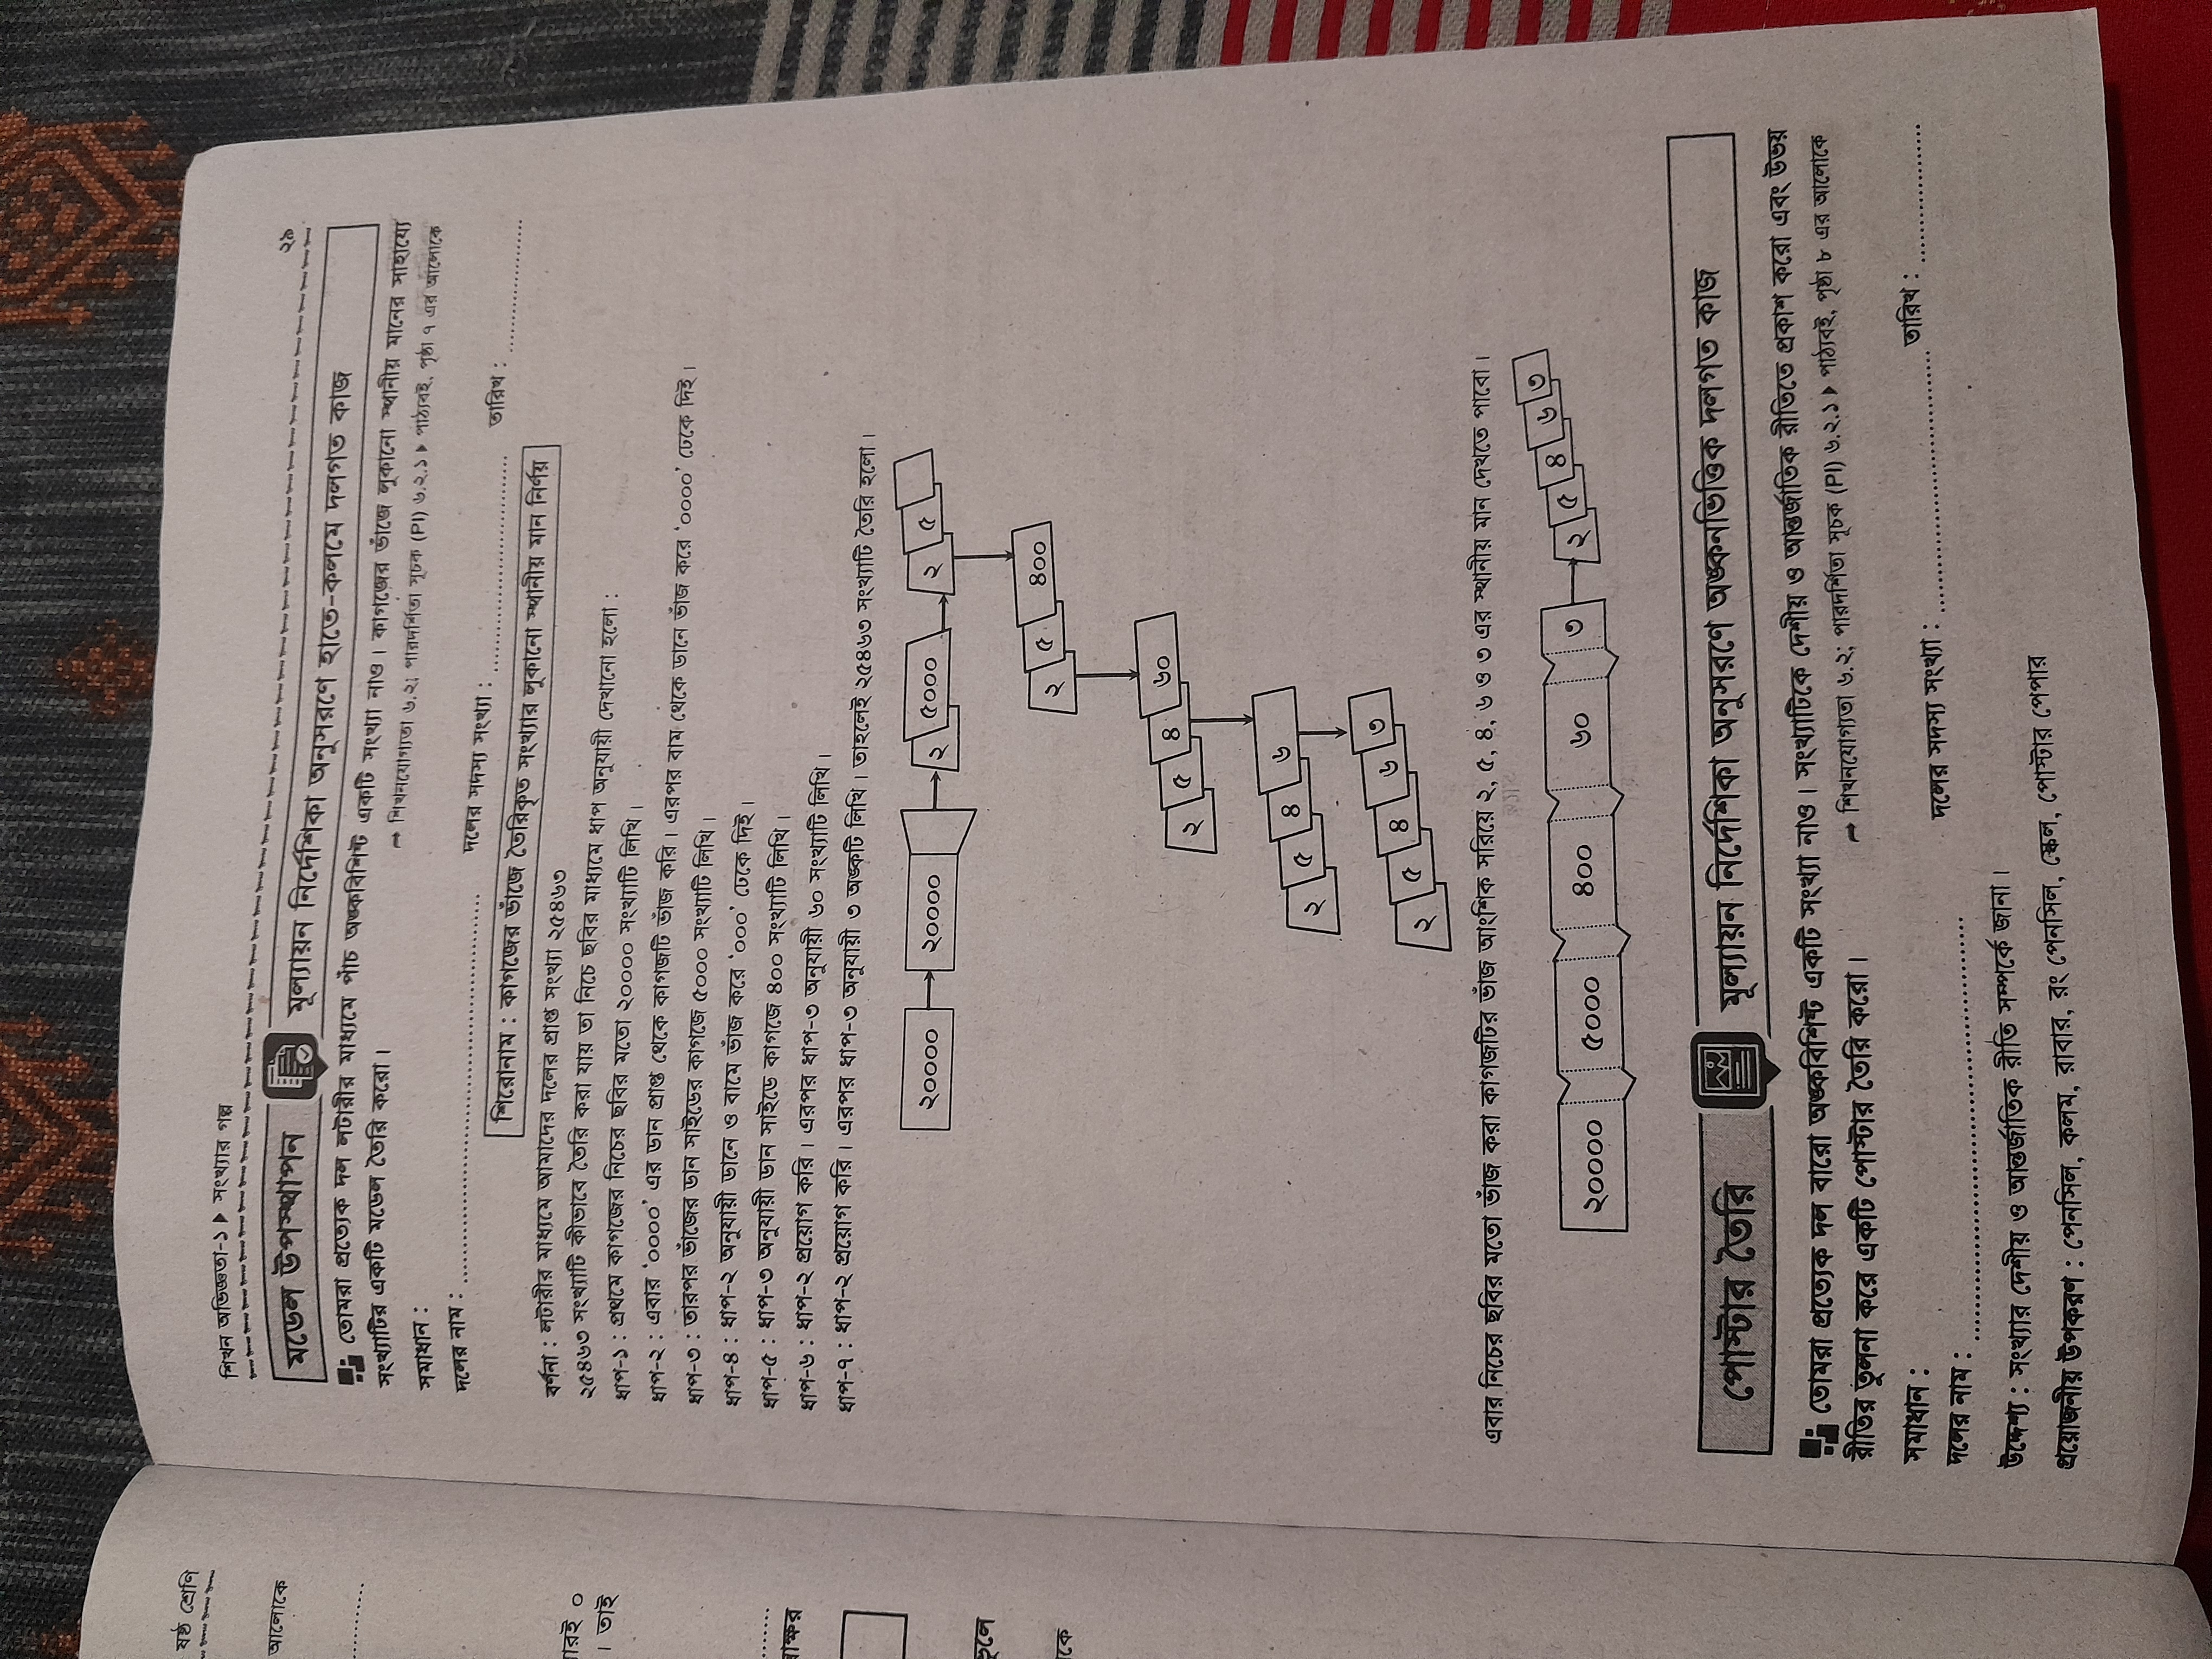 ষষ্ঠ শ্রেণি
আলোকে
০
। তাই
কে
শিখন অভিজ্ঞতা-১ ▶ সংখ্যার গল্প
২৯
মডেল উপস্থাপন
মূল্যায়ন নির্দেশিকা অনুসরণে হাতে-কলমে দলগত কাজ
তোমরা প্রত্যেক দল লটারীর মাধ্যমে পাঁচ অঙ্কবিশিষ্ট একটি সংখ্যা নাও। কাগজের ভাঁজে লুকানো স্থানীয় মানের সাহায্যে
সংখ্যাটির একটি মডেল তৈরি করো।
➞ শিখনযোগ্যতা ৬.২; পারদর্শিতা সূচক (PI) ৬.২.১ ▶ পাঠ্যবই, পৃষ্ঠা ৭ এর আলোকে
সমাধান :
দলের নাম : ........................ দলের সদস্য সংখ্যা : ........................ তারিখ : ........................
শিরোনাম : কাগজের ভাঁজে তৈরিকৃত সংখ্যার লুকানো স্থানীয় মান নির্ণয়
বর্ণনা : লটারীর মাধ্যমে আমাদের দলের প্রাপ্ত সংখ্যা ২৫৪৬৩
২৫৪৬৩ সংখ্যাটি কীভাবে তৈরি করা যায় তা নিচে ছবির মাধ্যমে ধাপ অনুযায়ী দেখানো হলো :
ধাপ-১ : প্রথমে কাগজের নিচের ছবির মতো ২০০০০ সংখ্যাটি লিখি।
ধাপ-২ : এবার ‘০০০০’ এর ডান প্রান্ত থেকে কাগজটি ভাঁজ করি। এরপর বাম থেকে ডানে ভাঁজ করে ‘০০০০’ ঢেকে দিই।
ধাপ-৩ : তারপর ভাঁজের ডান সাইডের কাগজে ৫০০০ সংখ্যাটি লিখি।
ধাপ-৪ : ধাপ-২ অনুযায়ী ডানে ও বামে ভাঁজ করে ‘০০০’ ঢেকে দিই।
ধাপ-৫ : ধাপ-৩ অনুযায়ী ডান সাইডে কাগজে ৪০০ সংখ্যাটি লিখি।
ধাপ-৬ : ধাপ-২ প্রয়োগ করি। এরপর ধাপ-৩ অনুযায়ী ৬০ সংখ্যাটি লিখি।
ধাপ-৭ : ধাপ-২ প্রয়োগ করি। এরপর ধাপ-৩ অনুযায়ী ৩ অঙ্কটি লিখি। তাহলেই ২৫৪৬৩ সংখ্যাটি তৈরি হলো।
২০০০০ ২০০০০ ২ ৫০০০ ২ ৫
২ ৫ ৪০০
২ ৫ ৪ ৬০
২ ৫ ৪ ৬
২ ৫ ৪ ৬ ৩
এবার নিচের ছবির মতো ভাঁজ করা কাগজটির ভাঁজ আংশিক সরিয়ে ২, ৫, ৪, ৬ ও ৩ এর স্থানীয় মান দেখতে পাবো।
২০০০০ ৫০০০ ৪০০ ৬০ ৩ ২ ৫ ৪ ৬ ৩
পোস্টার তৈরি
মূল্যায়ন নির্দেশিকা অনুসরণে অঙ্কনভিত্তিক দলগত কাজ
তোমরা প্রত্যেক দল বারো অঙ্কবিশিষ্ট একটি সংখ্যা নাও। সংখ্যাটিকে দেশীয় ও আন্তর্জাতিক রীতিতে প্রকাশ করো এবং উভয়
রীতির তুলনা করে একটি পোস্টার তৈরি করো।
➞ শিখনযোগ্যতা ৬.২; পারদর্শিতা সূচক (PI) ৬.২.১ ▶ পাঠ্যবই, পৃষ্ঠা ৮ এর আলোকে
সমাধান :
দলের নাম : ........................ দলের সদস্য সংখ্যা : ........................ তারিখ : ........................
উদ্দেশ্য : সংখ্যার দেশীয় ও আন্তর্জাতিক রীতি সম্পর্কে জানা।
প্রয়োজনীয় উপকরণ : পেনসিল, কলম, রাবার, রং পেনসিল, স্কেল, পোস্টার পেপার